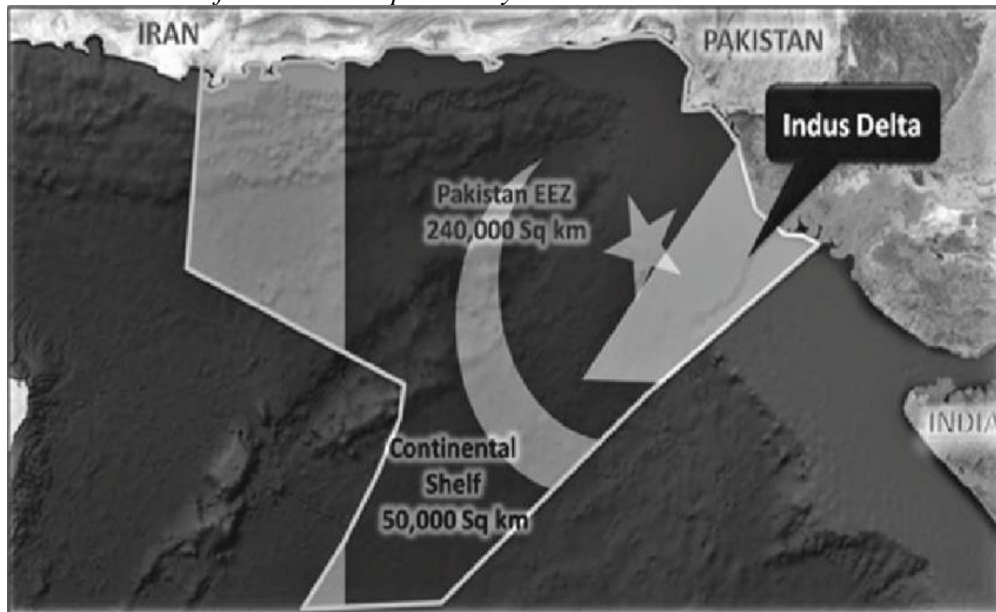 IRAN
PAKISTAN
Indus Delta
Pakistan EEZ
240,000 Sq km
INDIA
Continental
Shelf
50,000 Sq km